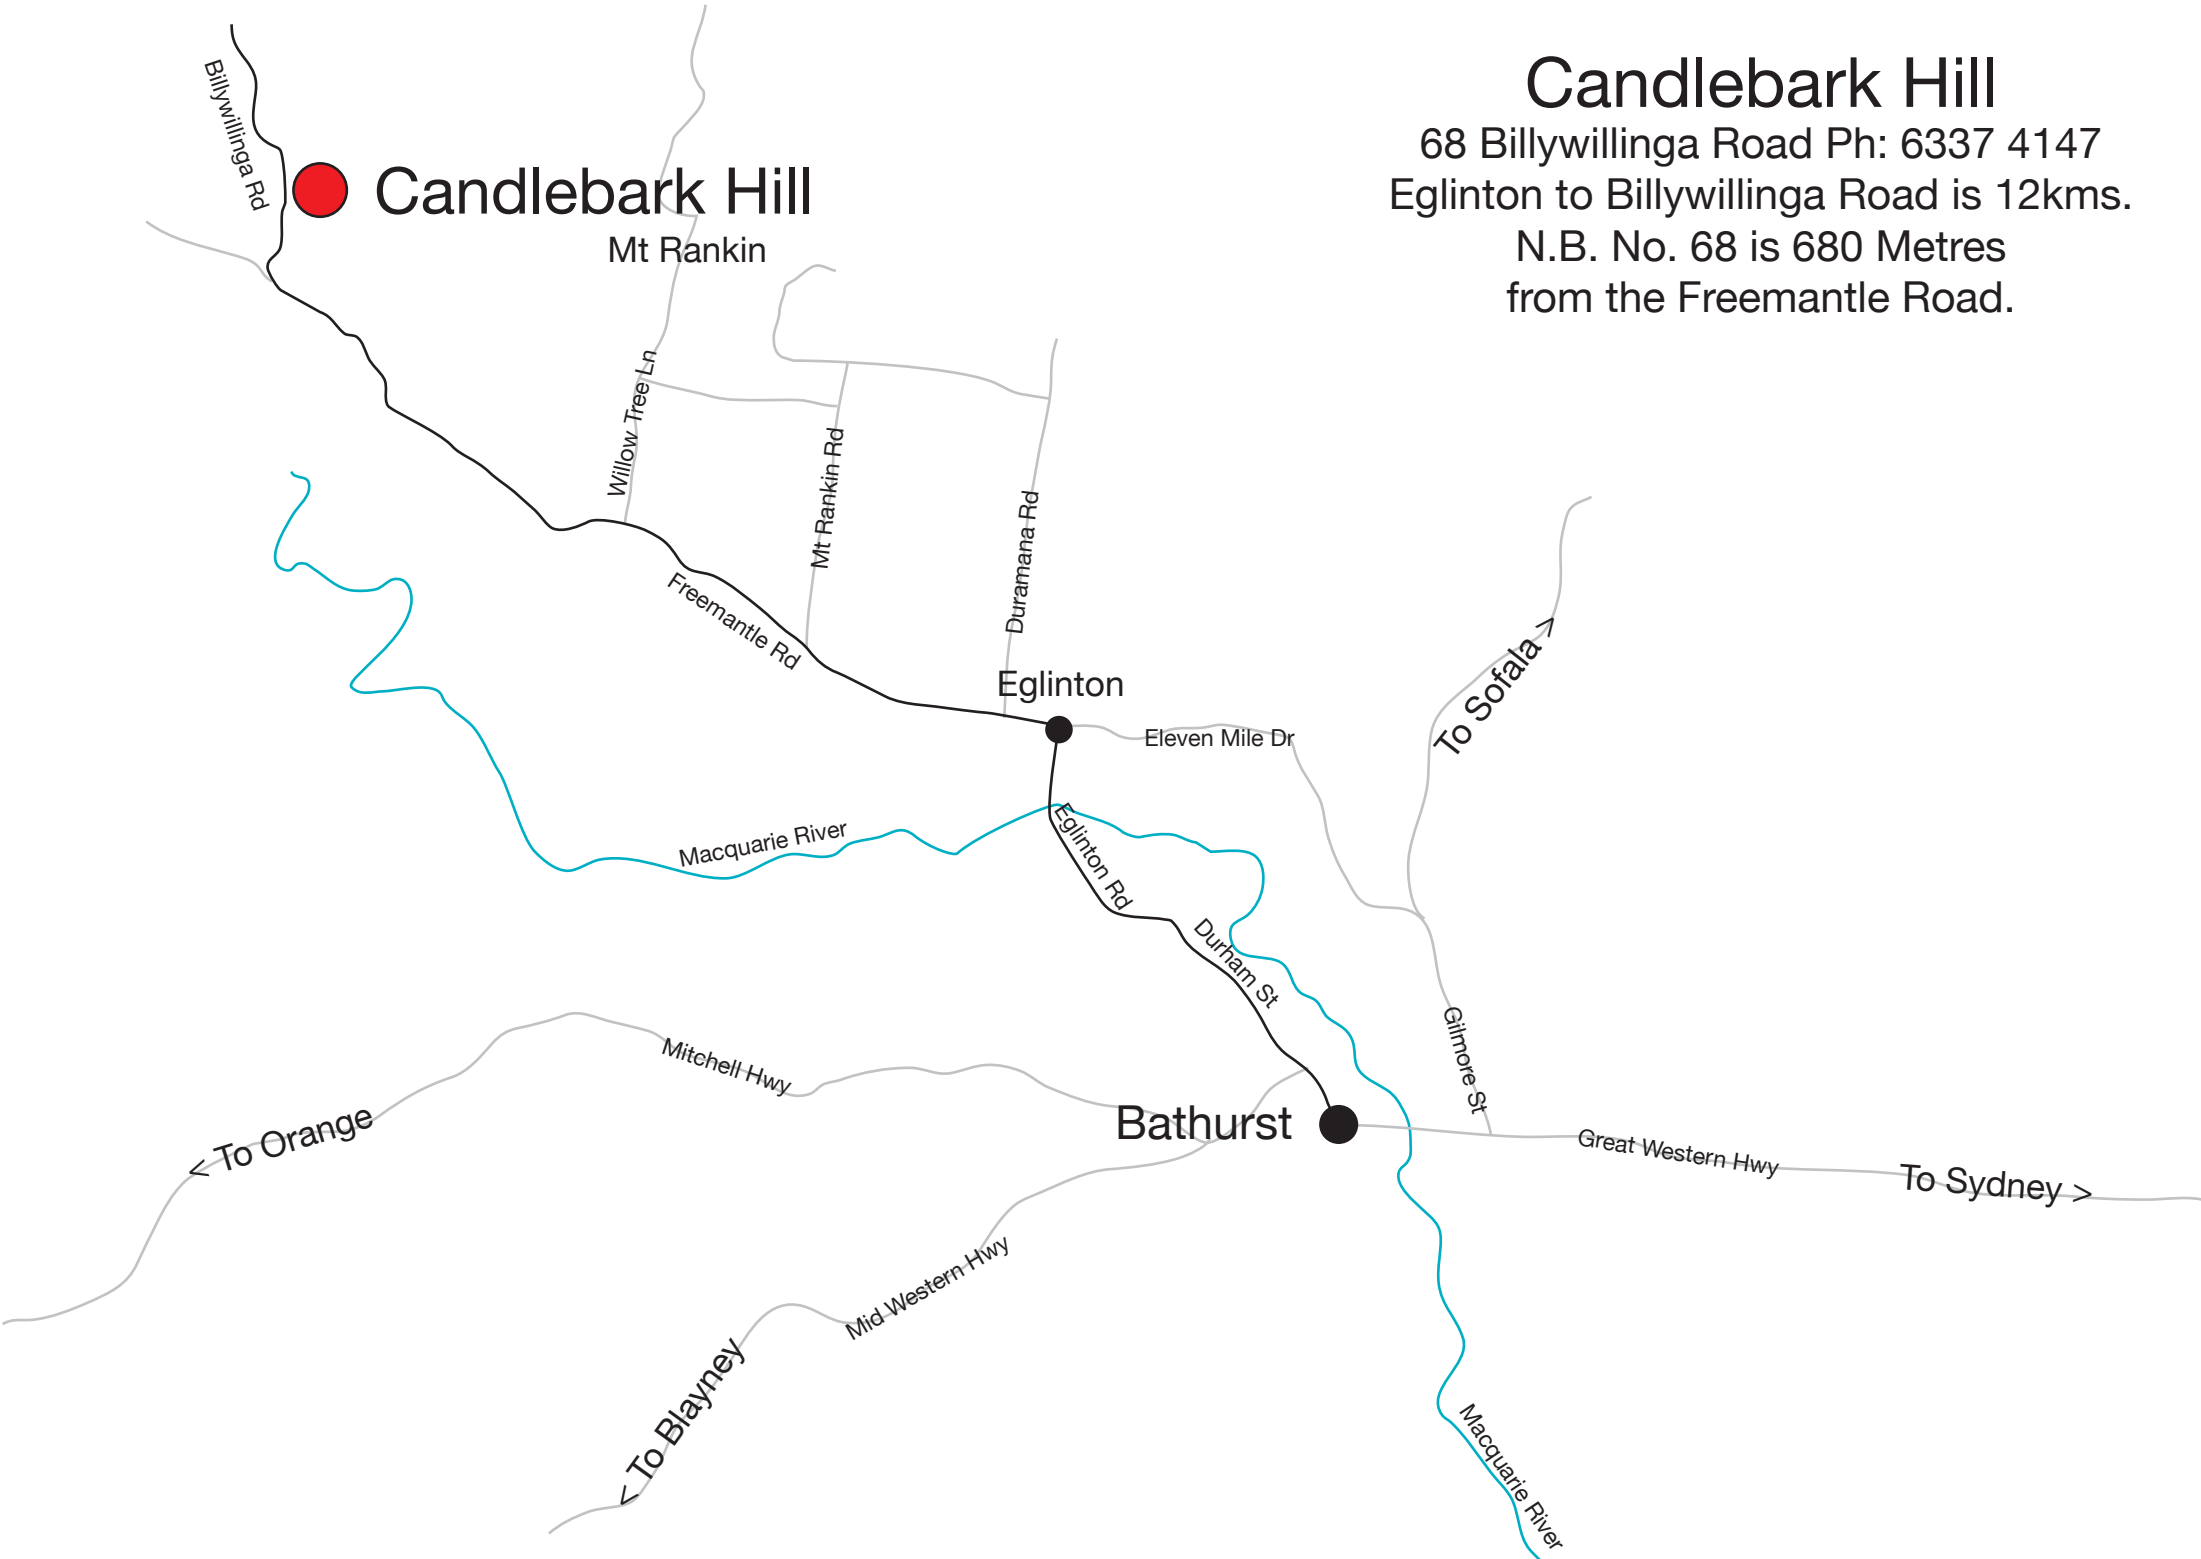 Candlebark Hill
68 Billywillinga Road Ph: 6337 4147
Eglinton to Billywillinga Road is 12kms.
N.B. No. 68 is 680 Metres
from the Freemantle Road.
Billywillinga Rd
Candlebark Hill
Mt Rankin
Willow Tree Ln
Mt Rankin Rd
Duramana Rd
Freemantle Rd
Eglinton
Eleven Mile Dr
To Sofala >
Macquarie River
Eglinton Rd
Durham St
Gilmore St
Mitchell Hwy
< To Orange
Bathurst
Great Western Hwy
To Sydney >
Mid Western Hwy
< To Blayney
Macquarie River